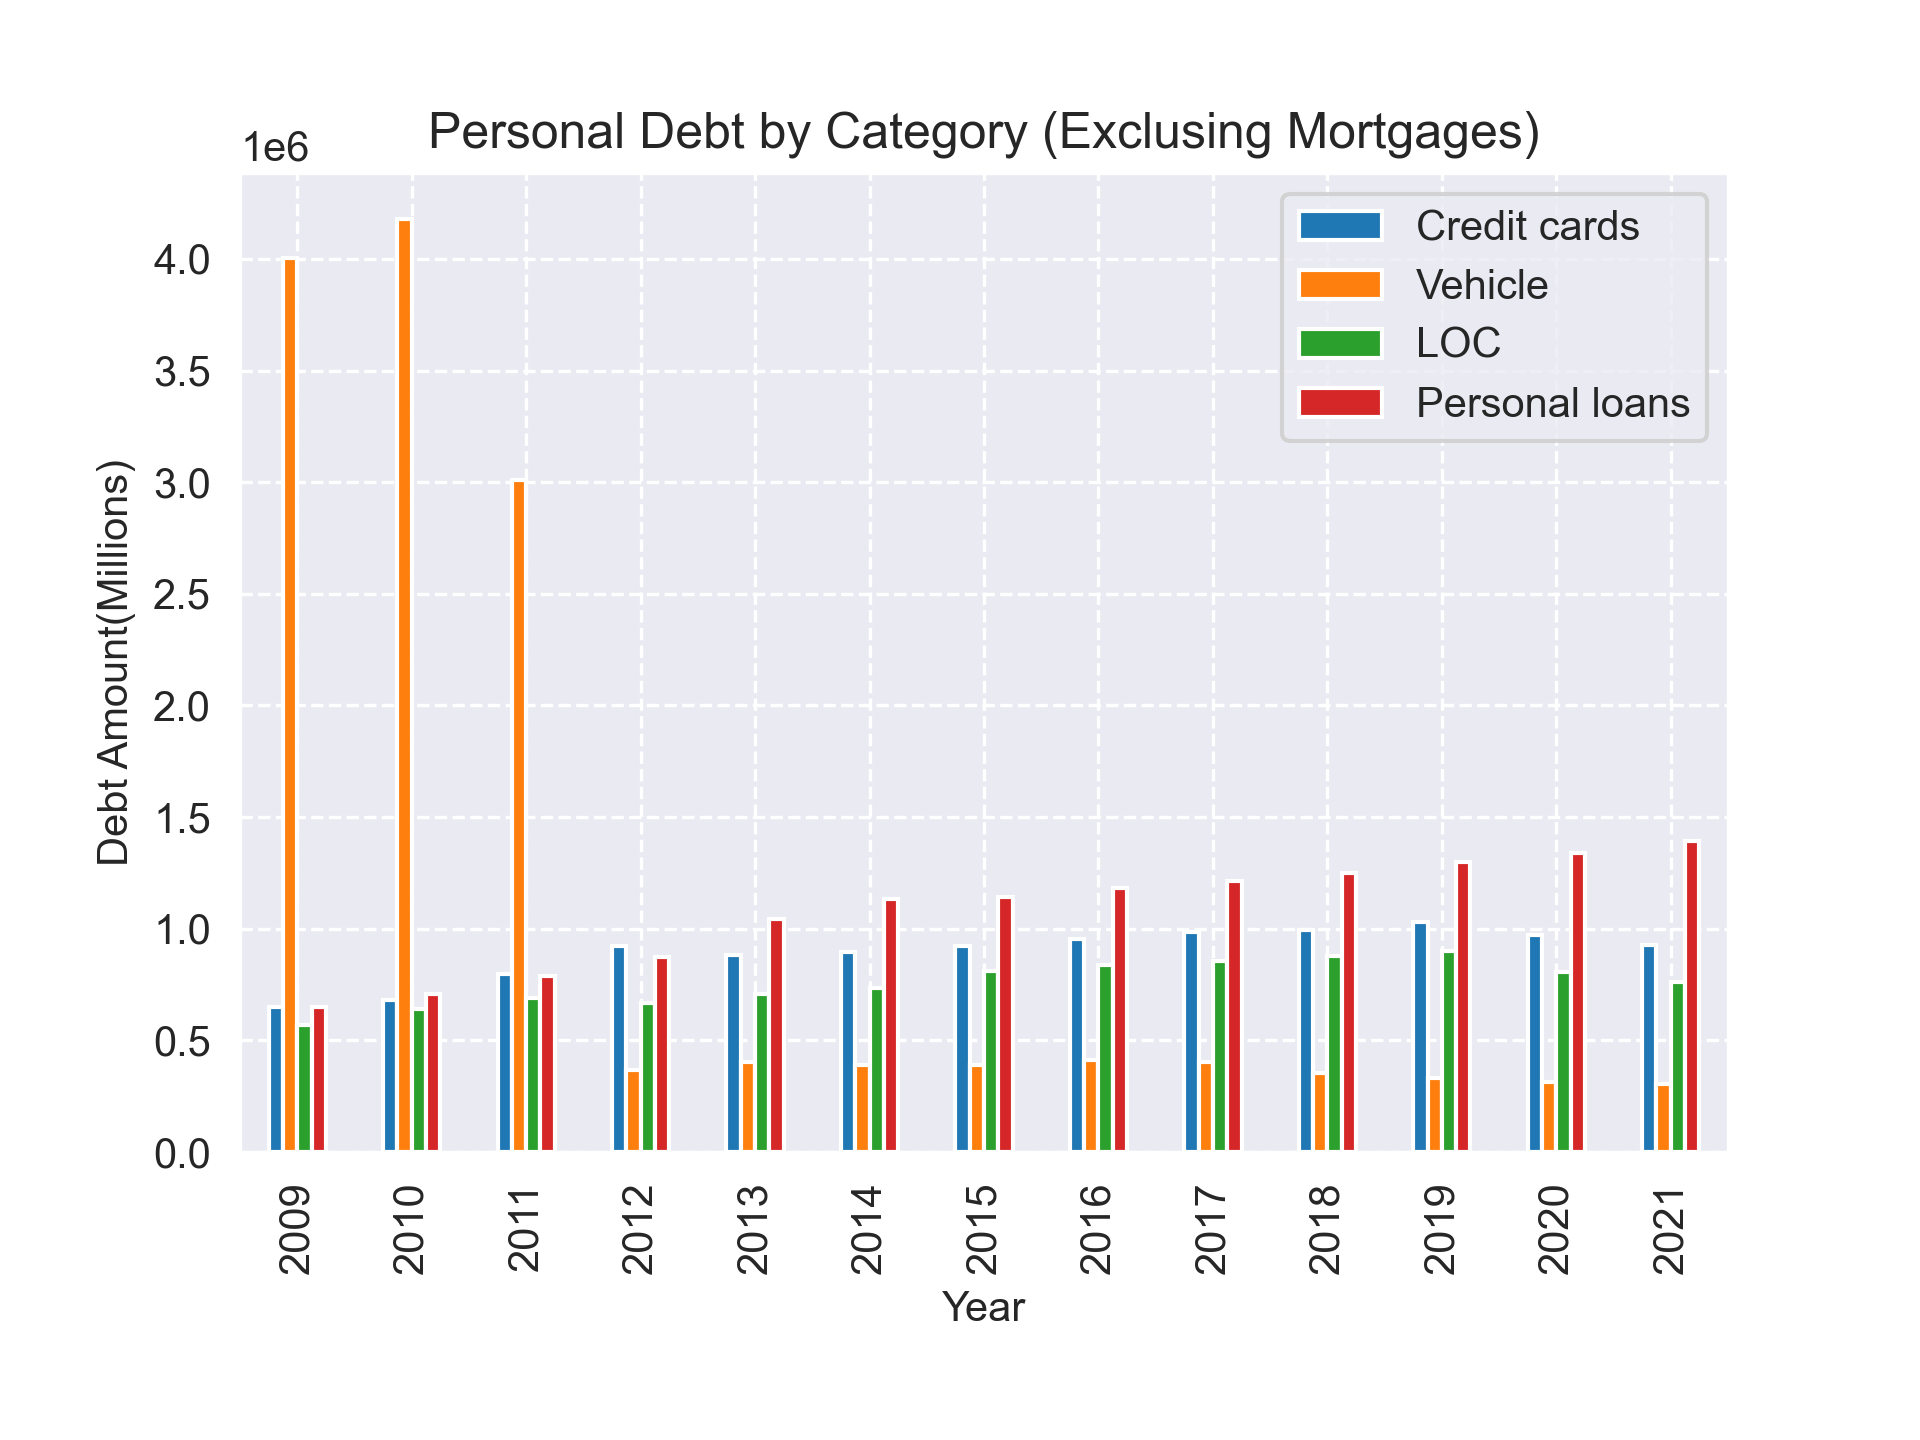 Personal Debt by Category (Exclusing Mortgages)
1e6
Credit cards
Vehicle
LOC
Personal loans
4.0
3.5
3.0
2.5
2.0
1.5
1.0
0.5
0.0
Debt Amount(Millions)
2009 2010 2011 2012 2013 2014 2015 2016 2017 2018 2019 2020 2021
Year